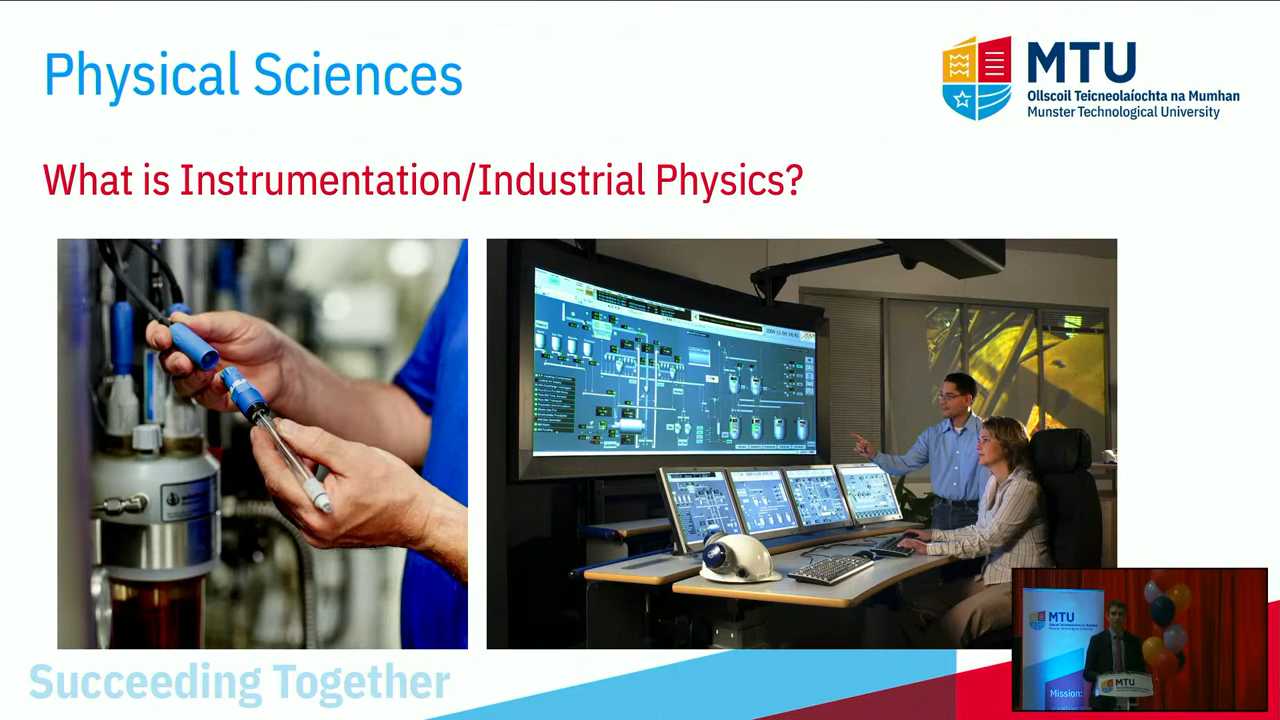 Physical Sciences
MTU
Ollscoil Teicneolaíochta na Mumhan
Munster Technological University
What is Instrumentation/Industrial Physics?
Succeeding Together
MTU
Mission:
MTU